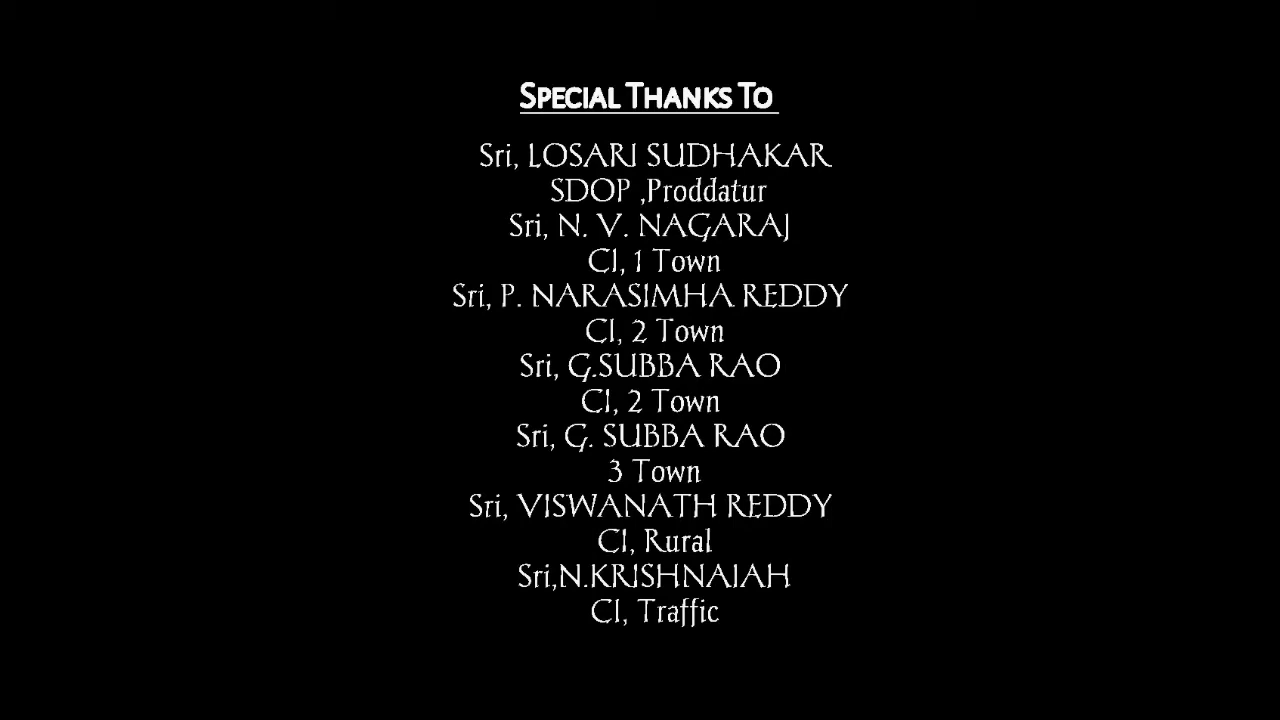 SPECIAL THANKS TO
Sri, LOSARI SUDHAKAR
SDOP ,Proddatur
Sri, N. V. NAGARAJ
CI, 1 Town
Sri, P. NARASIMHA REDDY
CI, 2 Town
Sri, G.SUBBA RAO
CI, 2 Town
Sri, G. SUBBA RAO
3 Town
Sri, VISWANATH REDDY
CI, Rural
Sri,N.KRISHNAIAH
CI, Traffic